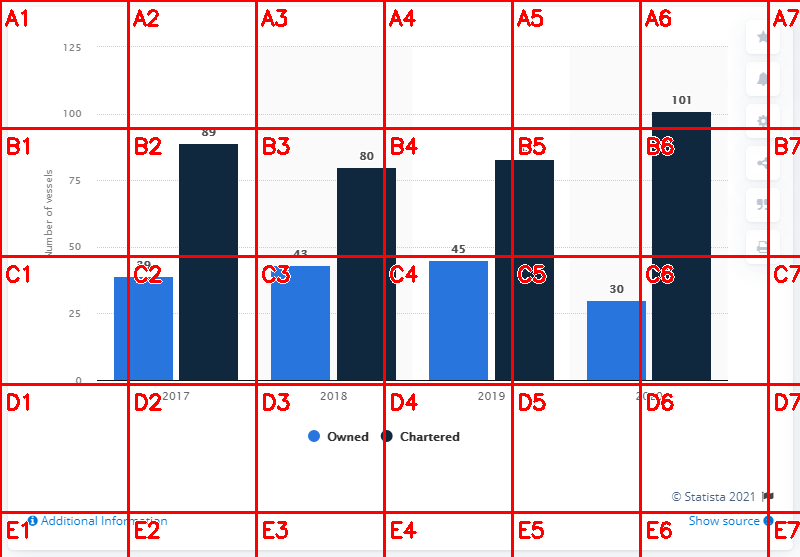 A1 A2 A3 A4 A5 A6 A7
125
100
101
B1 B2 B3 B4 B5 B6 B7
89
80
75
Number of vessels
50
43
45
C1 C2 C3 C4 C5 C6 C7
39
30
25
0
2017 2018 2019 2020
D1 D2 D3 D4 D5 D6 D7
Owned Chartered
© Statista 2021
E1 E2 E3 E4 E5 E6 E7
Additional Information
Show source